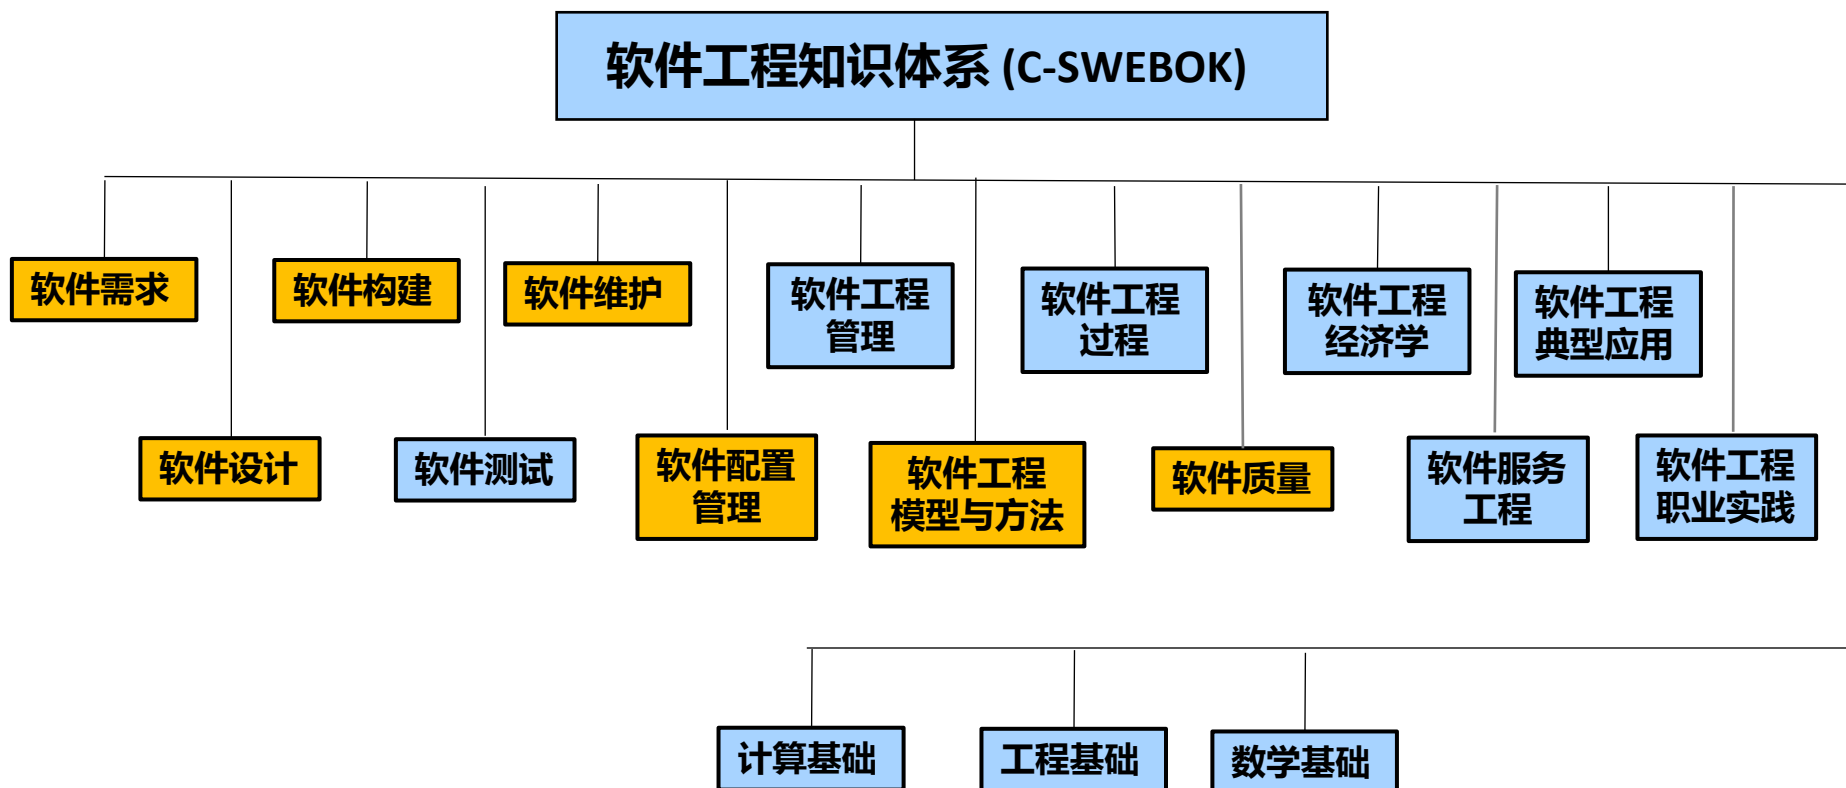 软件工程知识体系 (C-SWEBOK)
软件需求
软件构建
软件维护
软件工程
管理
软件工程
过程
软件工程
经济学
软件工程
典型应用
软件设计
软件测试
软件配置
管理
软件工程
模型与方法
软件质量
软件服务
工程
软件工程
职业实践
计算基础
工程基础
数学基础